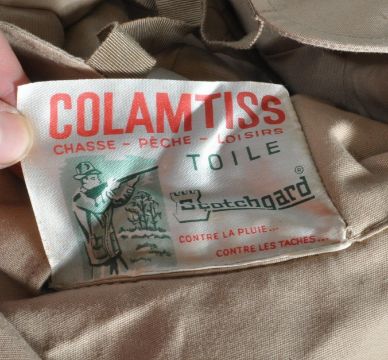 COLAMTISS
CHASSE - PÊCHE - LOISIRS
TOILE
Scotchgard®
CONTRE LA PLUIE...
CONTRE LES TACHES...